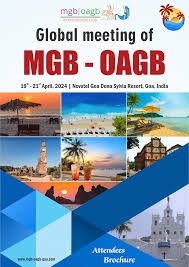 mgb|oagb
Global meeting of
MGB - OAGB
19th - 21st April, 2024 | Novotel Goa Dona Sylvia Resort, Goa, India
www.mgb-oagb-goa.com
Attendees
Brochure